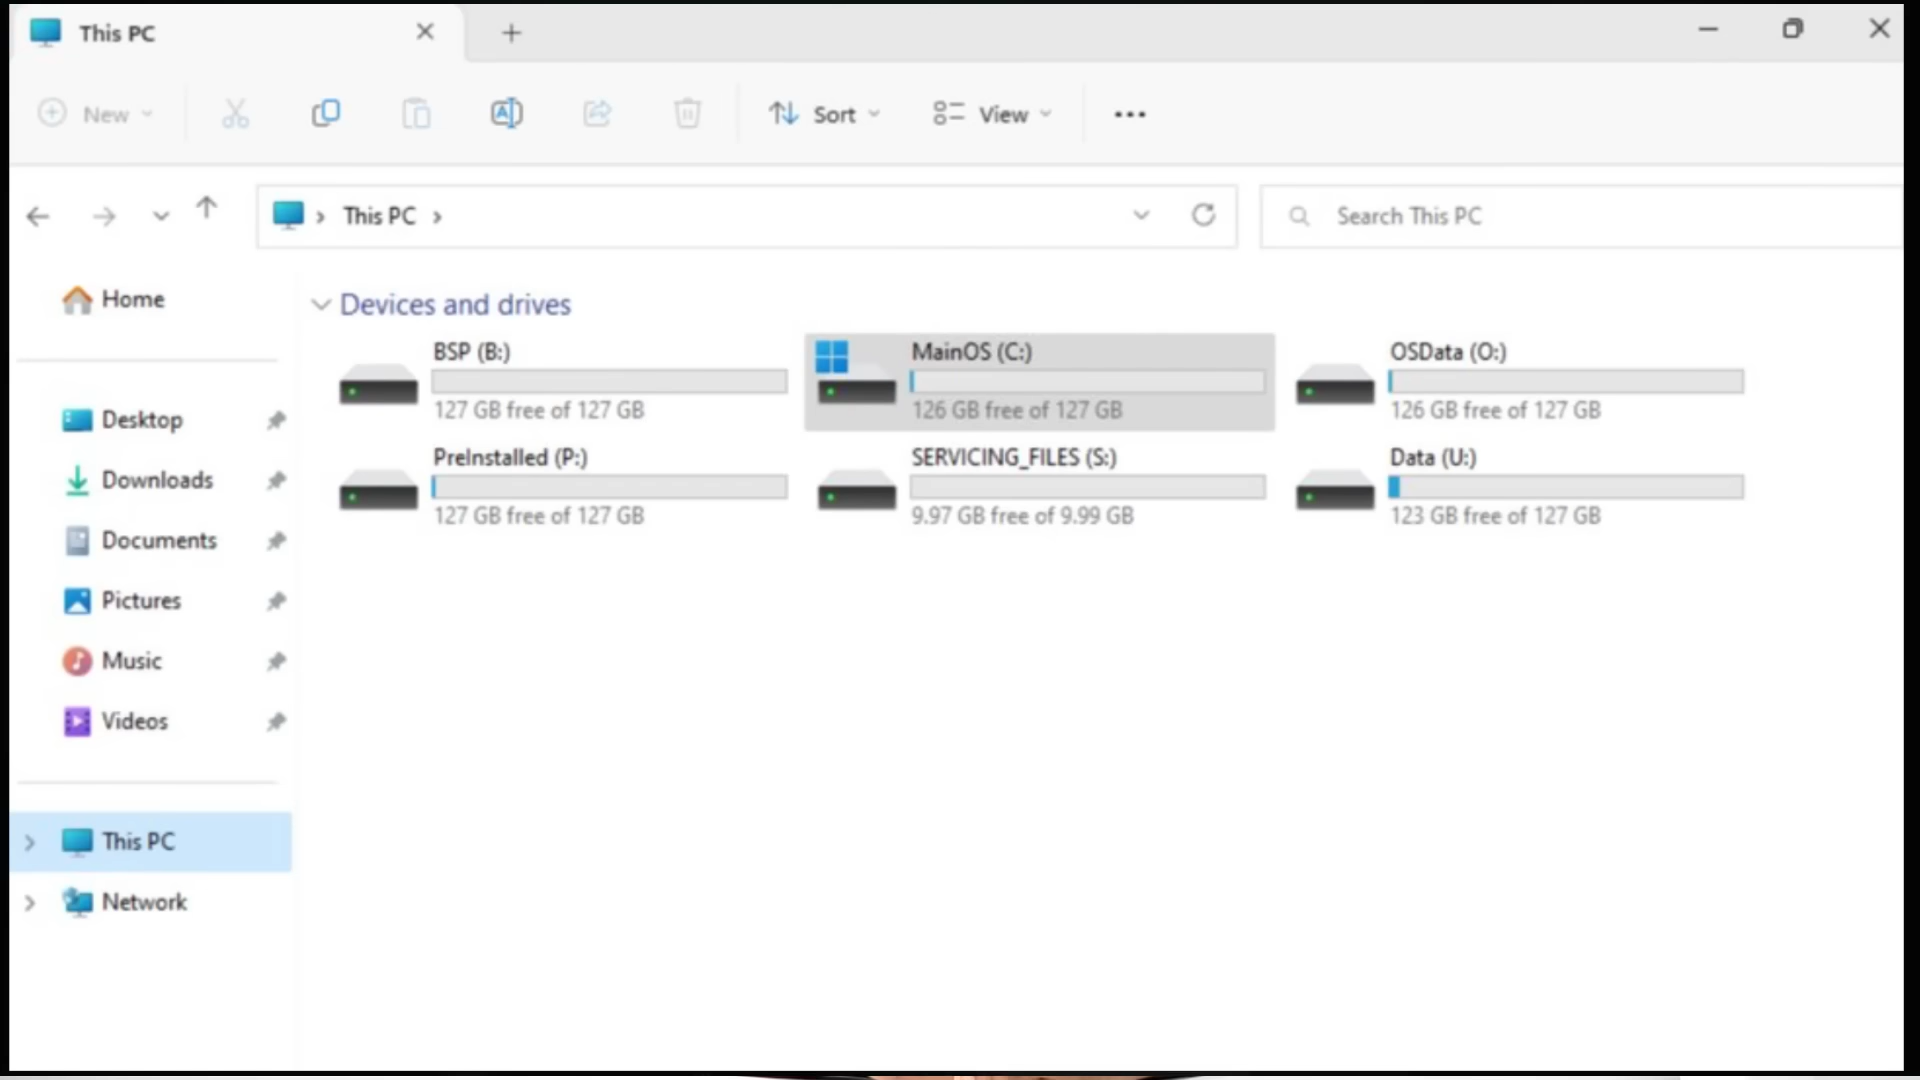 This PC
New
Sort
View
This PC
Search This PC
Home
Desktop
Downloads
Documents
Pictures
Music
Videos
This PC
Network
Devices and drives
BSP (B:)
127 GB free of 127 GB
MainOS (C:)
126 GB free of 127 GB
OSData (O:)
126 GB free of 127 GB
PreInstalled (P:)
127 GB free of 127 GB
SERVICING_FILES (S:)
9.97 GB free of 9.99 GB
Data (U:)
123 GB free of 127 GB